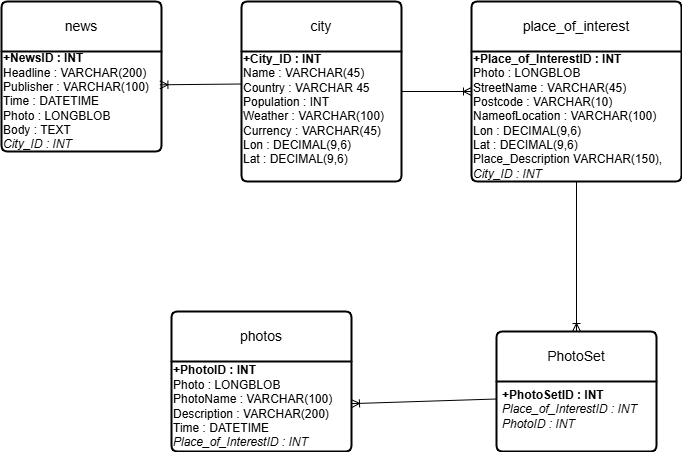 news
+NewsID : INT
Headline : VARCHAR(200)
Publisher : VARCHAR(100)
Time : DATETIME
Photo : LONGBLOB
Body : TEXT
City_ID : INT
city
+City_ID : INT
Name : VARCHAR(45)
Country : VARCHAR 45
Population : INT
Weather : VARCHAR(100)
Currency : VARCHAR(45)
Lon : DECIMAL(9,6)
Lat : DECIMAL(9,6)
place_of_interest
+Place_of_InterestID : INT
Photo : LONGBLOB
StreetName : VARCHAR(45)
Postcode : VARCHAR(10)
NameofLocation : VARCHAR(100)
Lon : DECIMAL(9,6)
Lat : DECIMAL(9,6)
Place_Description VARCHAR(150),
City_ID : INT
photos
+PhotoID : INT
Photo : LONGBLOB
PhotoName : VARCHAR(100)
Description : VARCHAR(200)
Time : DATETIME
Place_of_InterestID : INT
PhotoSet
+PhotoSetID : INT
Place_of_InterestID : INT
PhotoID : INT